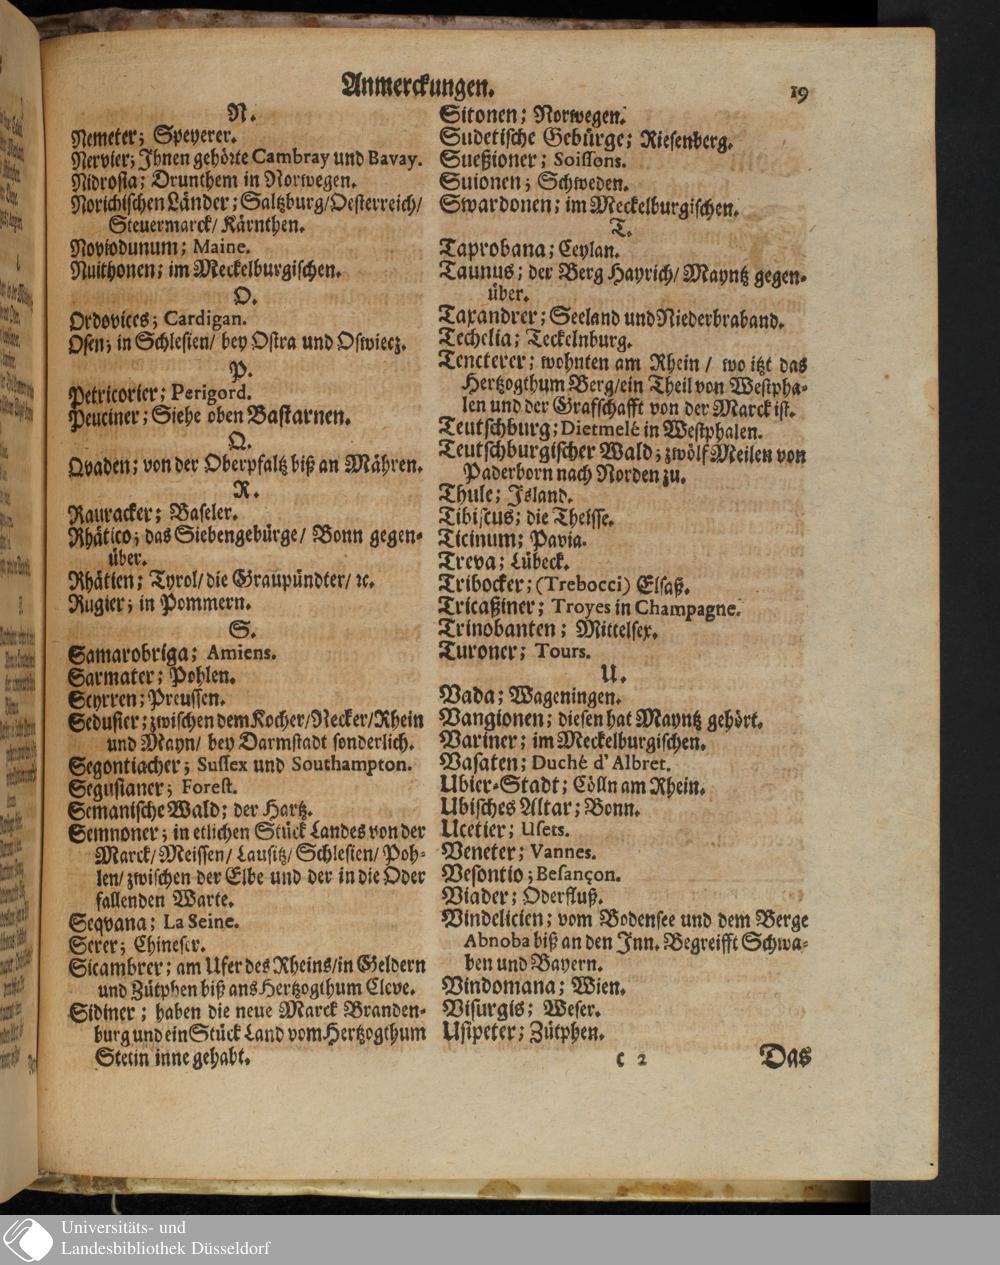 Anmerckungen.
19
N.
Nemeter; Speyerer.
Nervier; Ihnen gehörte Cambray und Bavay.
Nidrosia; Drunthem in Norwegen.
Norichischen Länder; Saltzburg/Oesterreich/
Steuermarck/ Kärnthen.
Noviodunum; Maine.
Nuithonen; im Meckelburgischen.
O.
Ordovices; Cardigan.
Osen; in Schlesien/ bey Ostra und Oswiecz.
P.
Petricorier; Perigord.
Peuciner; Siehe oben Bastarnen.
Q.
Qvaden; von der Oberpfaltz biß an Mähren.
R.
Rauracker; Baseler.
Rhätico; das Siebengebürge/ Bonn gegen-
über.
Rhätien; Tyrol/ die Graupündter/ ꝛc.
Rugier; in Pommern.
S.
Samarobriga; Amiens.
Sarmater; Pohlen.
Scyrren; Preussen.
Sedusier; zwischen dem Kocher/Necker/Rhein
und Mayn/ bey Darmstadt sonderlich.
Segontiacher; Sussex und Southampton.
Segusianer; Forest.
Semanische Wald; der Hartz.
Semnoner; in etlichen Stück Landes von der
Marck/ Meissen/ Lausitz/ Schlesien/ Poh-
len/ zwischen der Elbe und der in die Oder
fallenden Warte.
Seqvana; La Seine.
Serer; Chineser.
Sicambrer; am Ufer des Rheins/in Geldern
und Zütphen biß ans Hertzogthum Cleve.
Sidiner; haben die neue Marck Branden-
burg und ein Stück Land vom Hertzogthum
Stetin inne gehabt.
Sitonen; Norwegen.
Sudetische Gebürge; Riesenberg.
Sueßioner; Soissons.
Suionen; Schweden.
Swardonen; im Meckelburgischen.
T.
Taprobana; Ceylan.
Taunus; der Berg Hayrich/ Mayntz gegen-
über.
Taxandrer; Seeland und Niederbraband.
Techelia; Teckelnburg.
Tencterer; wohnten am Rhein / wo itzt das
Hertzogthum Berg/ein Theil von Westpha-
len und der Grafschafft von der Marck ist.
Teutschburg; Dietmelé in Westphalen.
Teutschburgischer Wald; zwölf Meilen von
Paderborn nach Norden zu.
Thule; Island.
Tibiscus; die Theisse.
Ticinum; Pavia.
Treva; Lübeck.
Tribocker; (Trebocci) Elsaß.
Tricaßiner; Troyes in Champagne.
Trinobanten; Mittelsex.
Turoner; Tours.
U.
Vada; Wageningen.
Vangionen; diesen hat Mayntz gehört.
Variner; im Meckelburgischen.
Vasaten; Duché d' Albret.
Ubier-Stadt; Cölln am Rhein.
Ubisches Altar; Bonn.
Ucetier; Usets.
Veneter; Vannes.
Vesontio; Besançon.
Viader; Oderfluß.
Vindelicien; vom Bodensee und dem Berge
Abnoba biß an den Inn. Begreifft Schwa-
ben und Bayern.
Vindomana; Wien.
Visurgis; Weser.
Usipeter; Zütphen.
c 2
Das
Universitäts- und
Landesbibliothek Düsseldorf